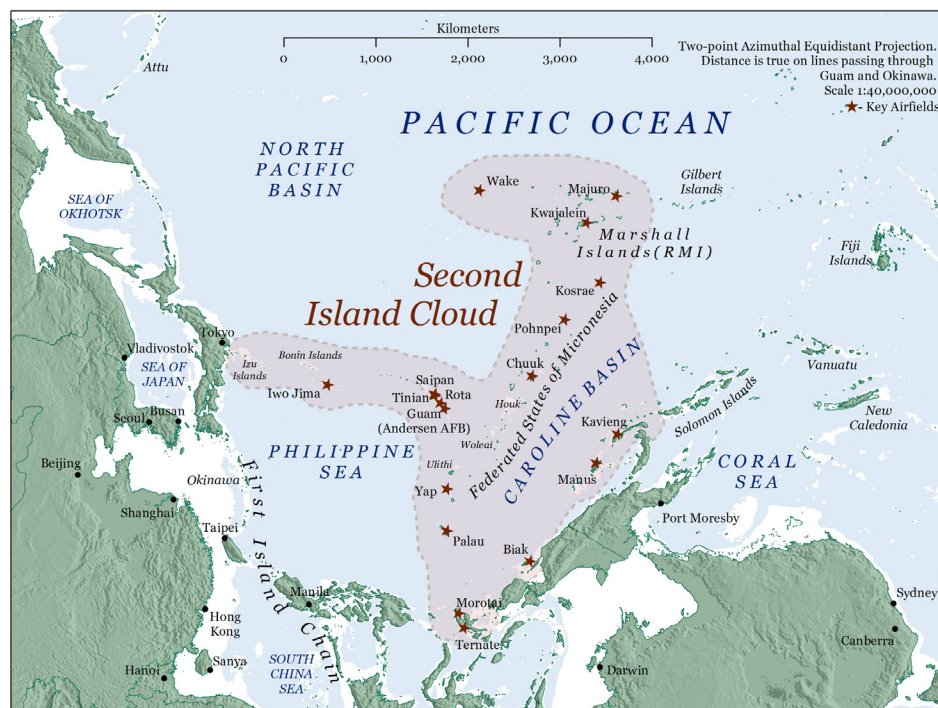 Kilometers
0
1,000
2,000
3,000
4,000
Two-point Azimuthal Equidistant Projection.
Distance is true on lines passing through
Guam and Okinawa.
Scale 1:40,000,000
- Key Airfields
Attu
PACIFIC OCEAN
NORTH
PACIFIC
BASIN
SEA OF
OKHOTSK
Wake
Majuro
Gilbert
Islands
Kwajalein
Marshall
Islands(RMI)
Fiji
Islands
Second
Island Cloud
Kosrae
Pohnpei
Tokyo
Vladivostok
SEA OF
JAPAN
Izu
Islands
Bonin Islands
Iwo Jima
Chuuk
Federated States of Micronesia
CAROLINE BASIN
Vanuatu
Saipan
Tinian
Rota
Guam
(Andersen AFB)
Houk
Solomon Islands
New
Caledonia
Seoul
Busan
Kavieng
PHILIPPINE
SEA
Woleai
Ulithi
Beijing
Okinawa
First Island Chain
Yap
Manus
CORAL
SEA
Shanghai
Port Moresby
Taipei
Palau
Biak
Manila
Morotai
Ternate
Hong
Kong
Sydney
Canberra
Hanoi
Sanya
SOUTH
CHINA
SEA
Darwin